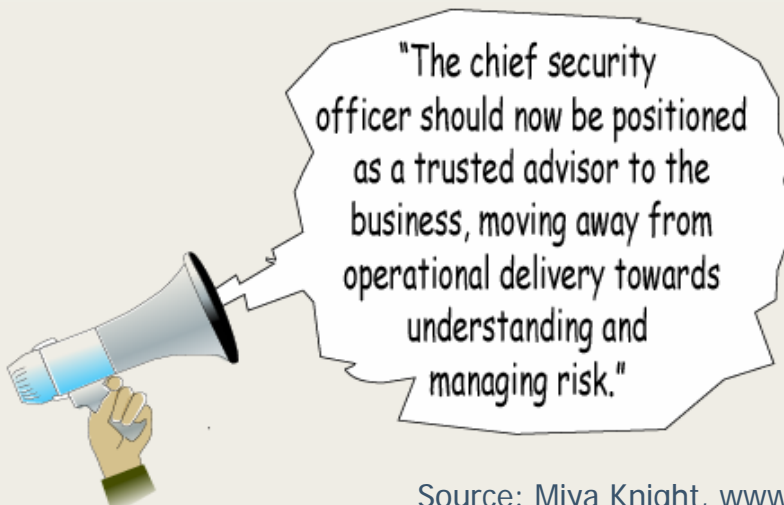 "The chief security
officer should now be positioned
as a trusted advisor to the
business, moving away from
operational delivery towards
understanding and
managing risk."
Source: Miya Knight, www